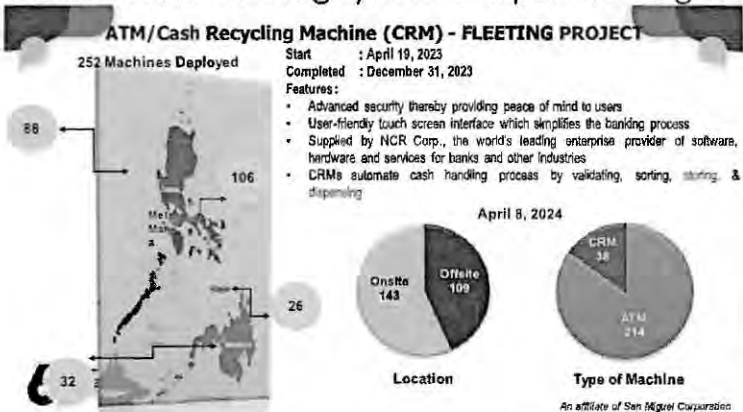 ATM/Cash Recycling Machine (CRM) - FLEETING PROJECT
252 Machines Deployed
Start : April 19, 2023
Completed : December 31, 2023
Features:
• Advanced security thereby providing peace of mind to users
• User-friendly touch screen interface which simplifies the banking process
• Supplied by NCR Corp., the world's leading enterprise provider of software,
hardware and services for banks and other industries
• CRMs automate cash handling process by validating, sorting, storing, &
dispensing
88
106
26
32
April 8, 2024
Onsite
143
Offsite
109
Location
CRM
38
ATM
214
Type of Machine
An affiliate of San Miguel Corporation